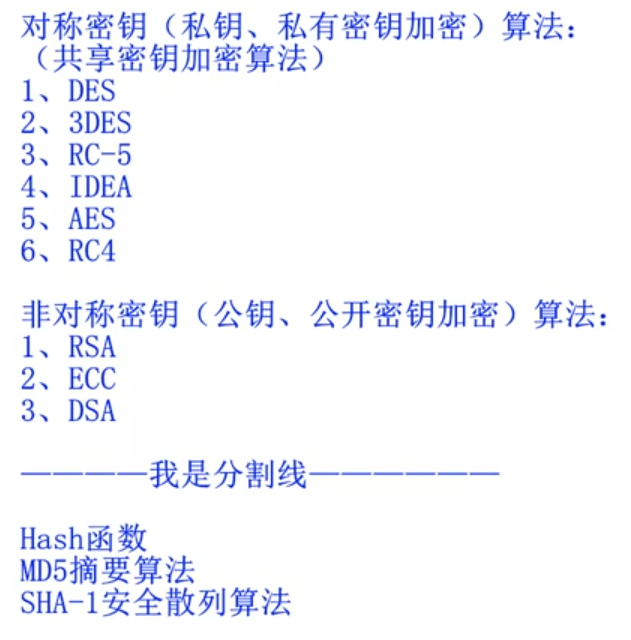 对称密钥（私钥、私有密钥加密）算法：
（共享密钥加密算法）
1、DES
2、3DES
3、RC-5
4、IDEA
5、AES
6、RC4
非对称密钥（公钥、公开密钥加密）算法：
1、RSA
2、ECC
3、DSA
————我是分割线——————
Hash函数
MD5摘要算法
SHA-1安全散列算法